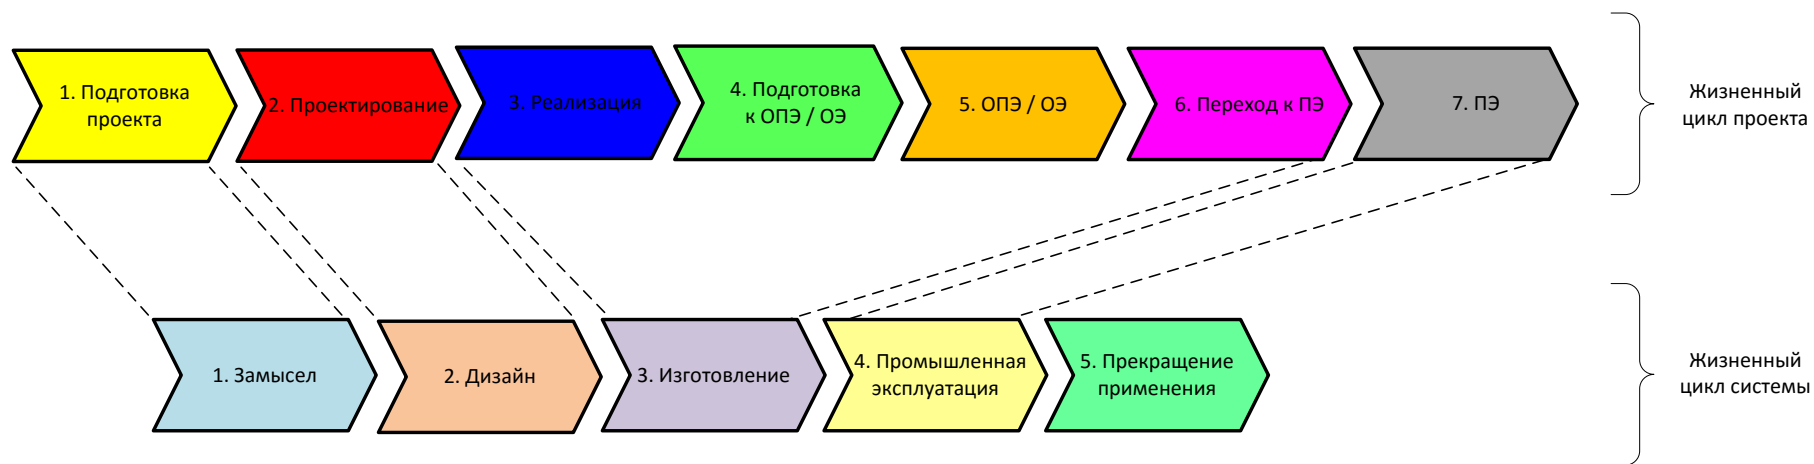 1. Подготовка
проекта
2. Проектирование
3. Реализация
4. Подготовка
к ОПЭ / ОЭ
5. ОПЭ / ОЭ
6. Переход к ПЭ
7. ПЭ
Жизненный
цикл проекта
1. Замысел
2. Дизайн
3. Изготовление
4. Промышленная
эксплуатация
5. Прекращение
применения
Жизненный
цикл системы